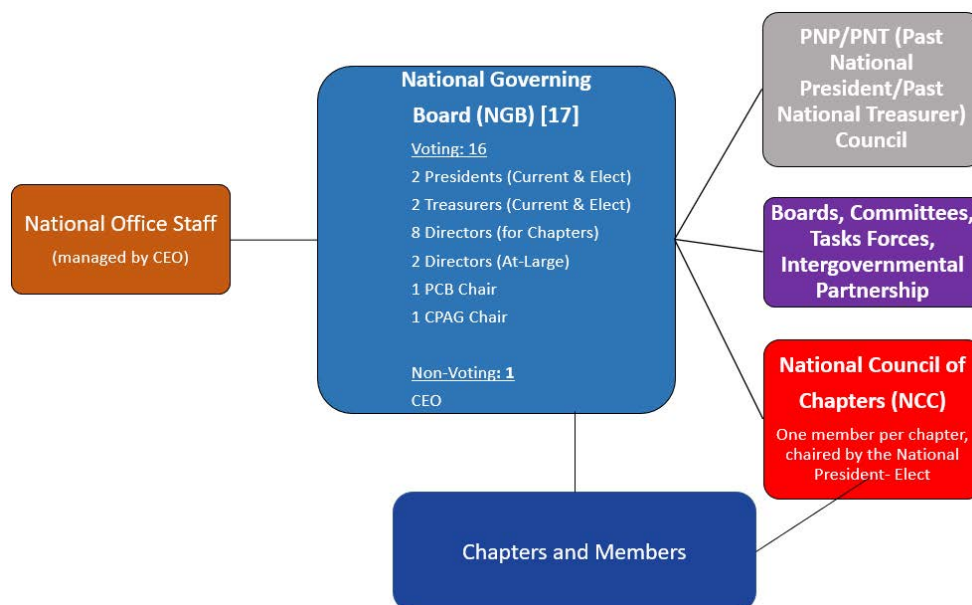 National Office Staff
(managed by CEO)
National Governing
Board (NGB) [17]
Voting: 16
2 Presidents (Current & Elect)
2 Treasurers (Current & Elect)
8 Directors (for Chapters)
2 Directors (At-Large)
1 PCB Chair
1 CPAG Chair
Non-Voting: 1
CEO
PNP/PNT (Past
National
President/Past
National Treasurer)
Council
Boards, Committees,
Tasks Forces,
Intergovernmental
Partnership
National Council of
Chapters (NCC)
One member per chapter,
chaired by the National
President- Elect
Chapters and Members